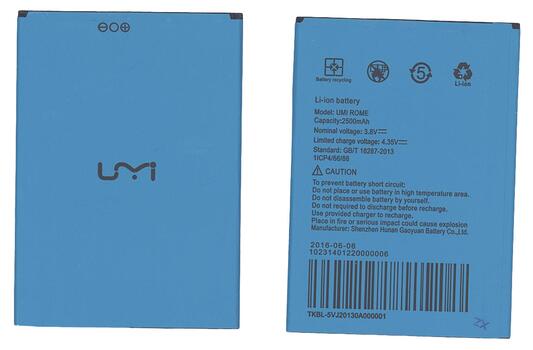 UMi
Battery recycling
5
Li-ion
Li-ion battery
Model: UMI ROME
Capacity:2500mAh
Nominal voltage: 3.8V
Limited charge voltage: 4.35V
Standard: GB/T 18287-2013
1ICP4/66/88
CAUTION
To prevent battery short circuit;
Do not place or use battery in high temperature area.
Do not disassemble battery by yourself.
Do not required to discharge before recharge.
Use provided charger to recharge.
Place in fire or serious impact could cause explosion
Manufacturer: Shenzhen Hunan Gaoyuan Battery Co.,Ltd.
2016-06-06
10231401220000006
TKBL-5VJ20130A000001
ZX